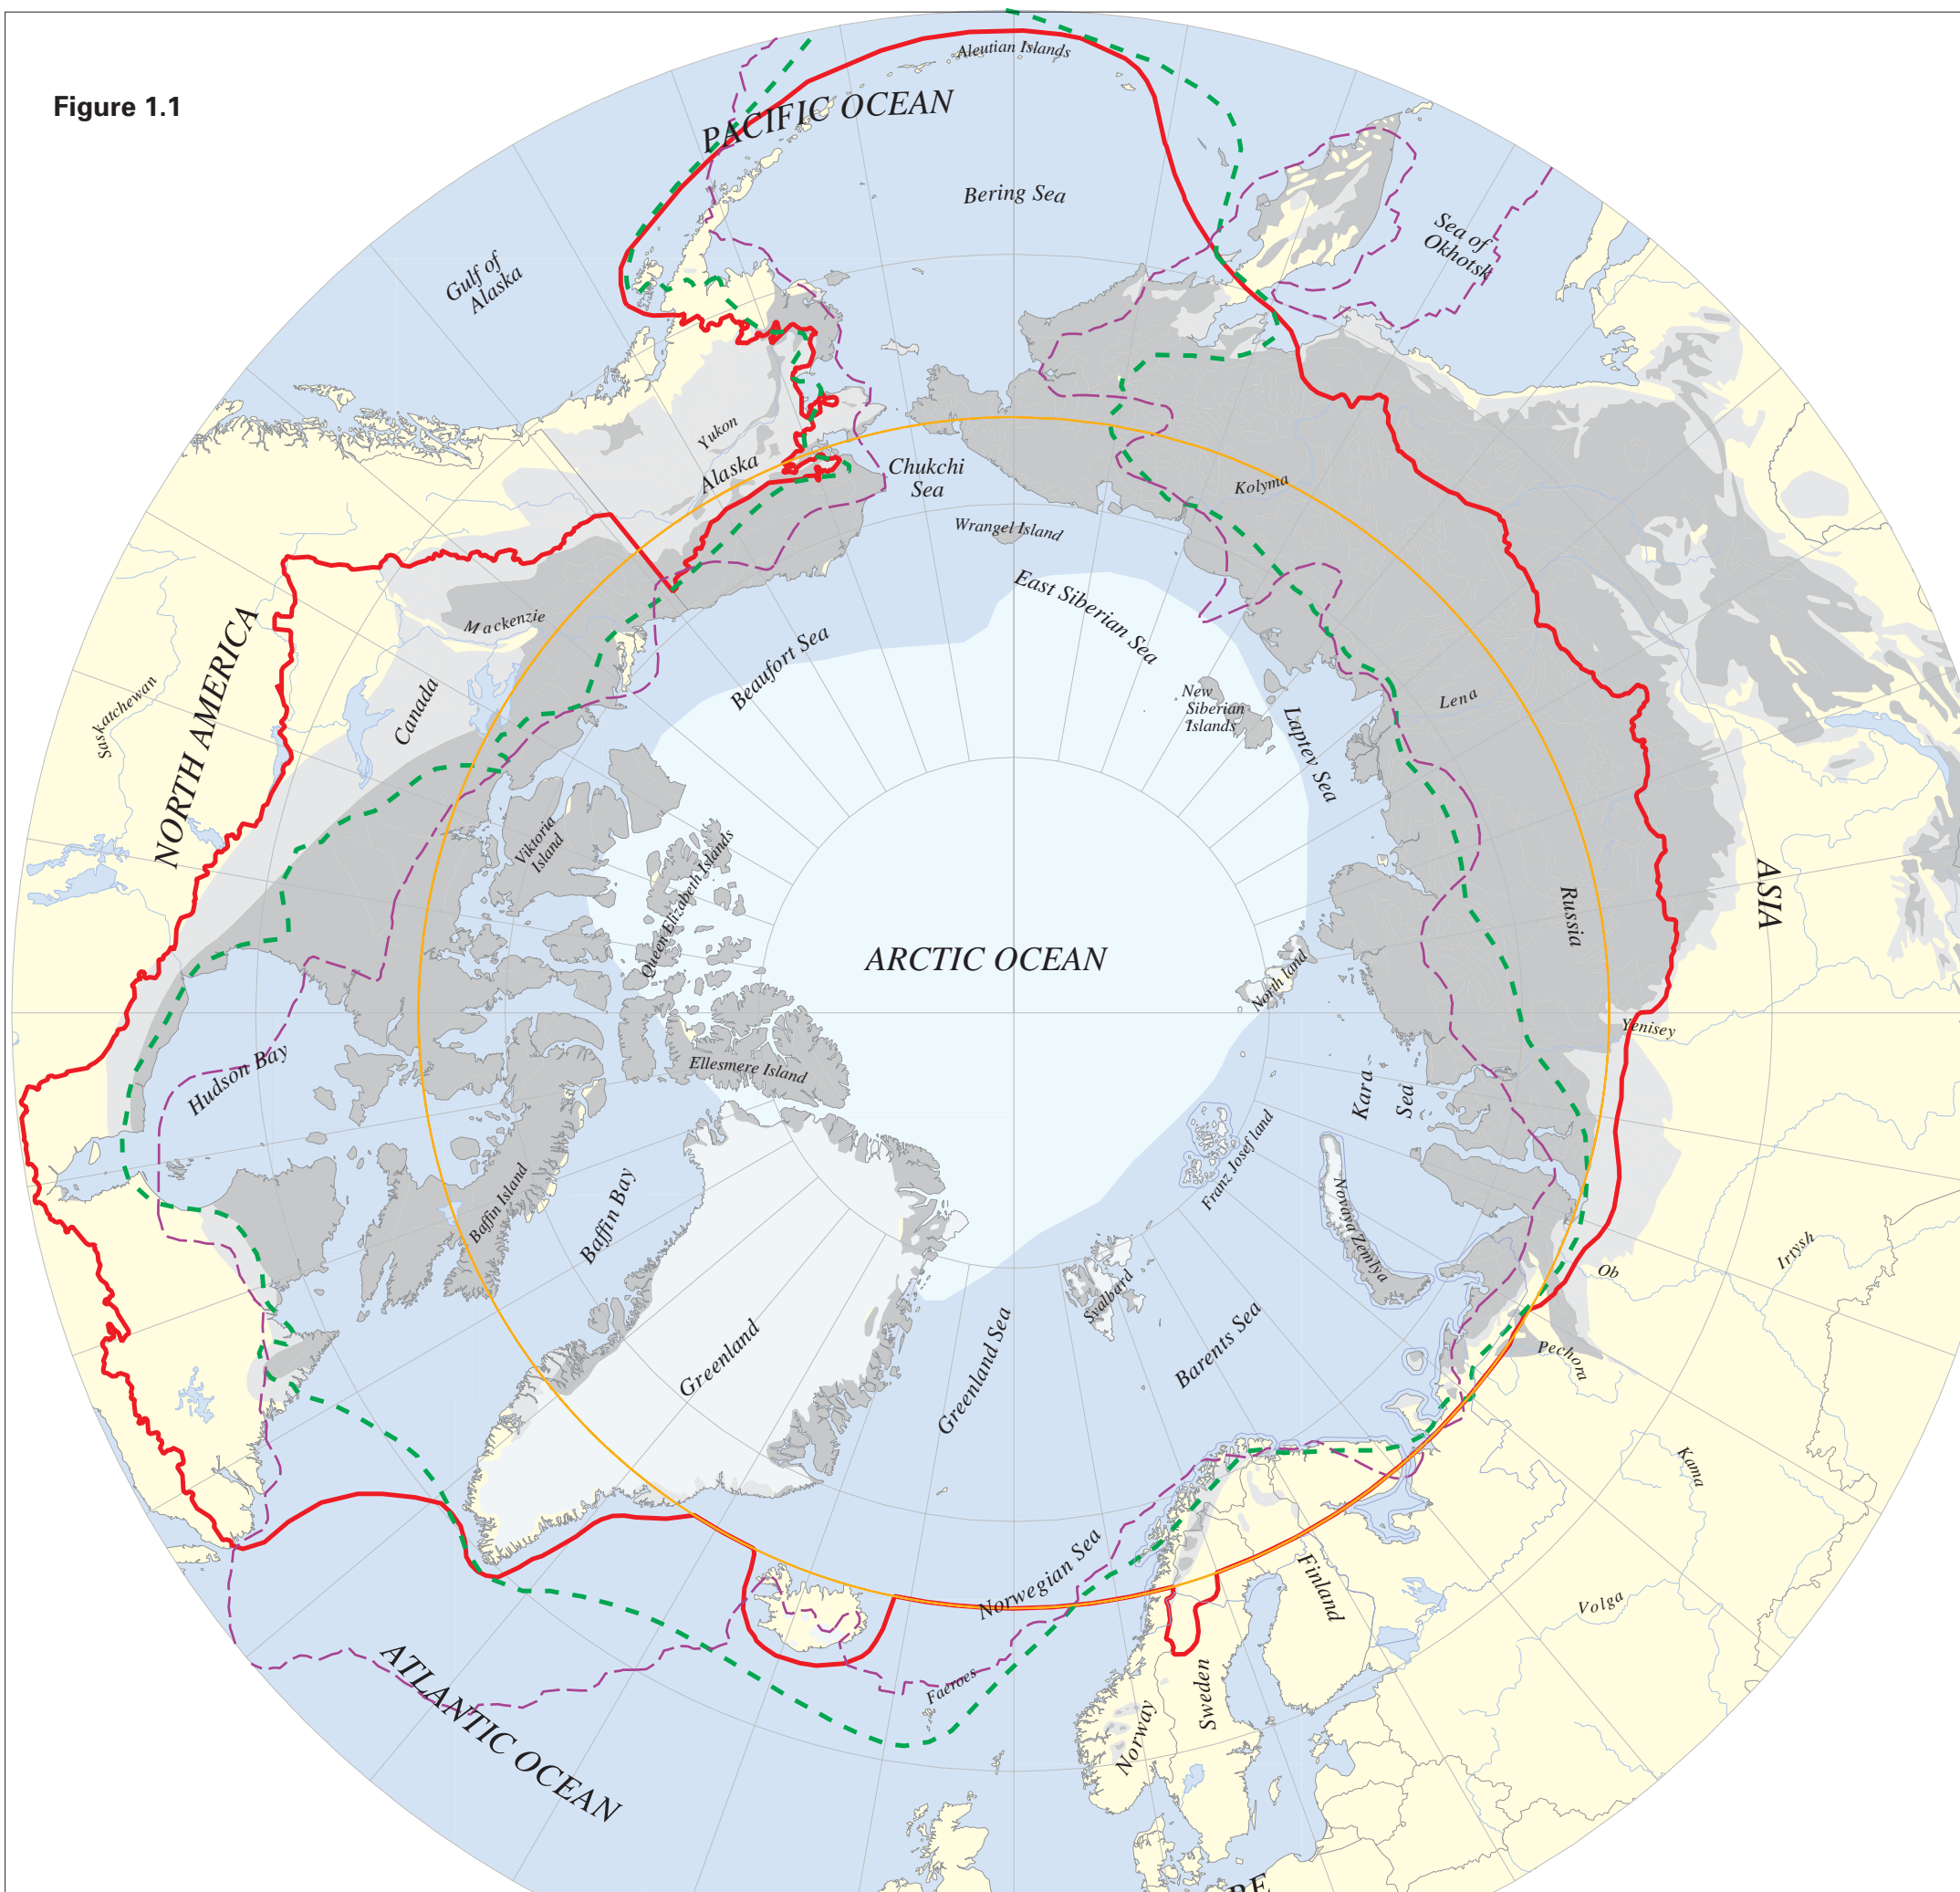 Figure 1.1
Aleutian Islands
PACIFIC OCEAN
Bering Sea
Sea of
Okhotsk
Gulf of
Alaska
Yukon
Alaska
Chukchi
Sea
Kolyma
Wrangel Island
East Siberian Sea
Mackenzie
Beaufort Sea
NORTH AMERICA
Saskatchewan
Canada
New
Siberian
Islands
Laptev Sea
Lena
Viktoria
Island
Queen Elizabeth Islands
Russia
ASIA
ARCTIC OCEAN
North land
Yenisey
Hudson Bay
Ellesmere Island
Kara
Sea
Franz Josef land
Baffin Island
Baffin Bay
Novaya Zemlya
Ob
Irtysh
Svalbard
Greenland
Greenland Sea
Barents Sea
Pechora
Kama
Norwegian Sea
Finland
Volga
ATLANTIC OCEAN
Faeroes
Sweden
Norway